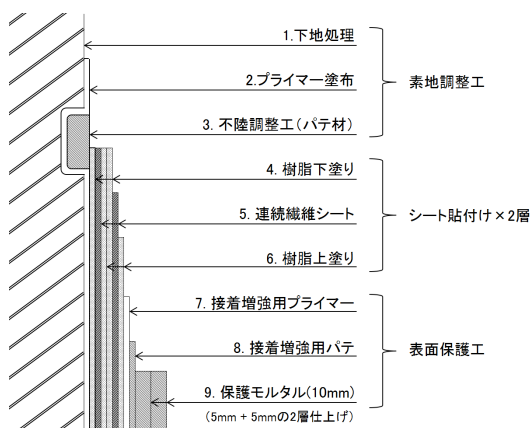 1.下地処理
2.プライマー塗布
素地調整工
3. 不陸調整工(パテ材)
4. 樹脂下塗り
5. 連続繊維シート
シート貼付け×2層
6. 樹脂上塗り
7. 接着増強用プライマー
8. 接着増強用パテ
表面保護工
9. 保護モルタル(10mm)
(5mm + 5mmの2層仕上げ)